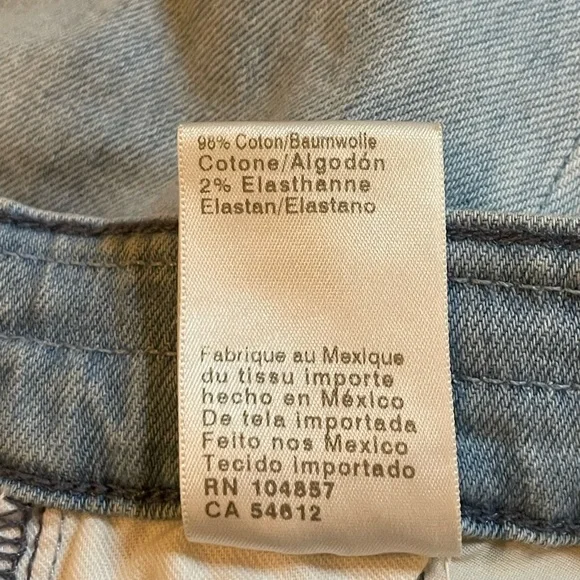 98% Coton/Baumwolle
Cotone/Algodón
2% Elasthanne
Elastan/Elastano
Fabrique au Mexique
du tissu importe
hecho en México
De tela importada
Feito nos Mexico
Tecido importado
RN 104857
CA 54612